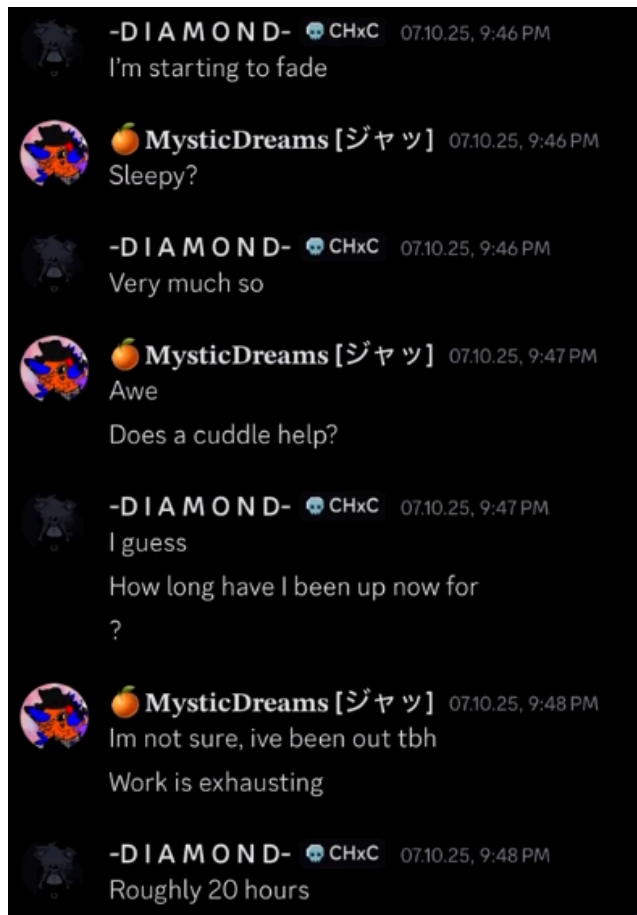 -D I A M O N D- CHxC 07.10.25, 9:46 PM
I'm starting to fade
MysticDreams [ジャッ] 07.10.25, 9:46 PM
Sleepy?
-D I A M O N D- CHxC 07.10.25, 9:46 PM
Very much so
MysticDreams [ジャッ] 07.10.25, 9:47 PM
Awe
Does a cuddle help?
-D I A M O N D- CHxC 07.10.25, 9:47 PM
I guess
How long have I been up now for
?
MysticDreams [ジャッ] 07.10.25, 9:48 PM
Im not sure, ive been out tbh
Work is exhausting
-D I A M O N D- CHxC 07.10.25, 9:48 PM
Roughly 20 hours